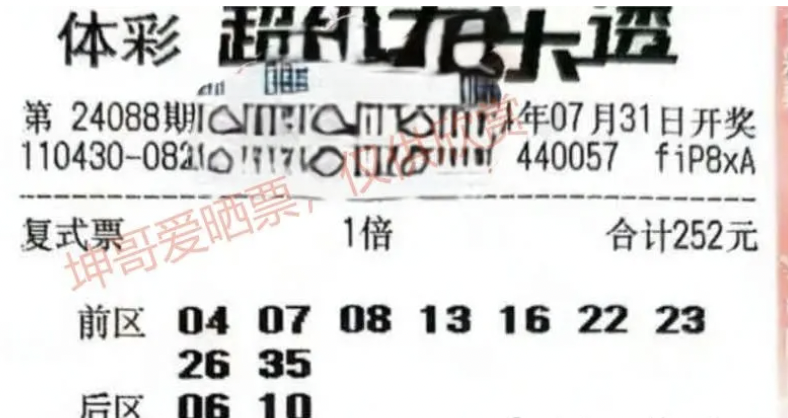 体彩 超级大乐透
第 24088期
年07月31日开奖
110430-082
440057 fiP8xA
复式票 1倍 合计252元
坤哥爱晒票，仅供欣赏
前区 04 07 08 13 16 22 23
26 35
后区 06 10